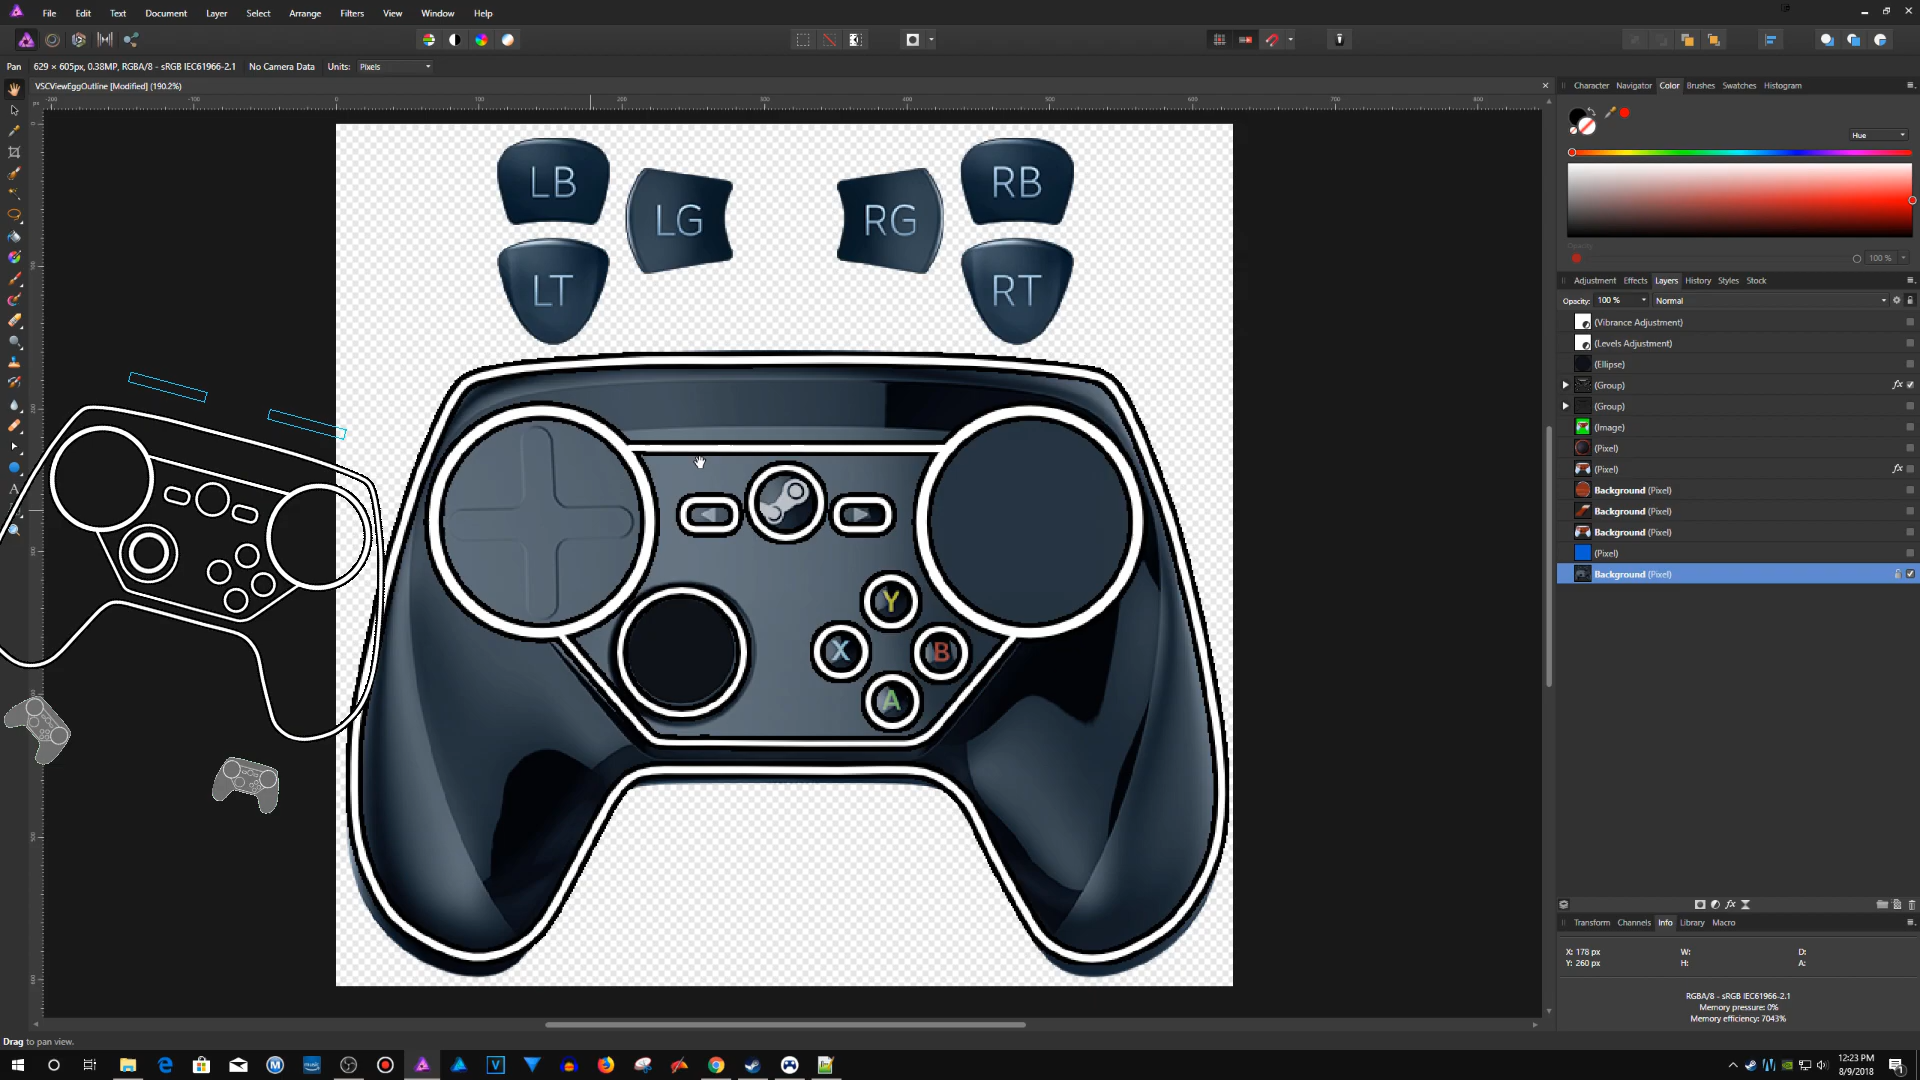 File Edit Text Document Layer Select Arrange Filters View Window Help
Pan 629 × 605px, 0.38MP, RGBA/8 - sRGB IEC61966-2.1 No Camera Data Units: Pixels
VSCViewEggOutline [Modified] (190.2%)
Character Navigator Color Brushes Swatches Histogram
Hue
LB
LG
RG
RB
LT
RT
Y
X
B
A
Opacity
100 %
Adjustment Effects Layers History Styles Stock
Opacity: 100 % Normal
(Vibrance Adjustment)
(Levels Adjustment)
(Ellipse)
(Group) fx
(Group)
(Image)
(Pixel)
(Pixel) fx
Background (Pixel)
Background (Pixel)
Background (Pixel)
(Pixel)
Background (Pixel)
Transform Channels Info Library Macro
X: 178 px W: D:
Y: 260 px H: A:
RGBA/8 - sRGB IEC61966-2.1
Memory pressure: 0%
Memory efficiency: 7043%
Drag to pan view.
12:23 PM
8/9/2018